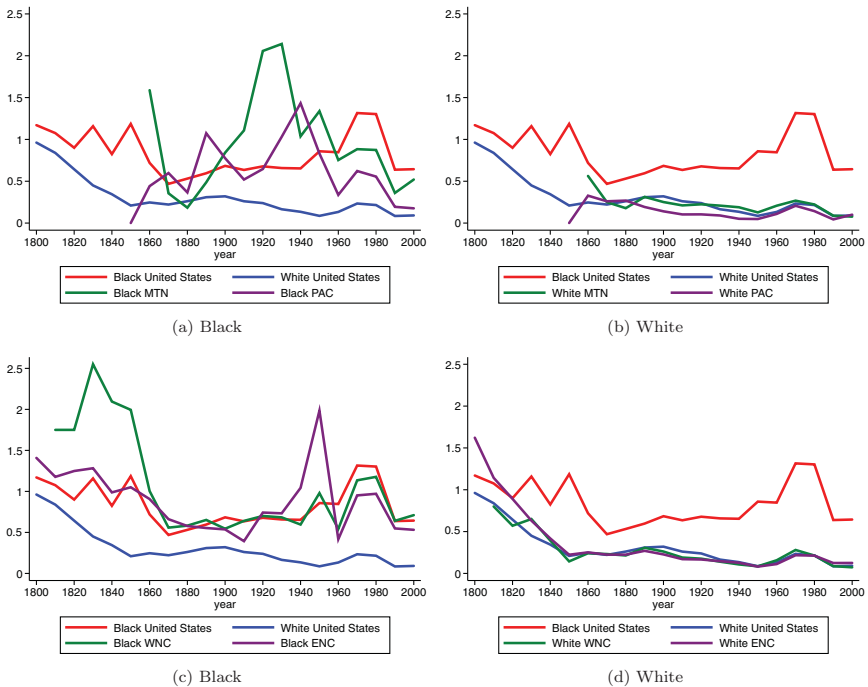 2.5
2
1.5
1
0.5
0
1800 1820 1840 1860 1880 1900 1920 1940 1960 1980 2000
year
Black United States White United States
Black MTN Black PAC
(a) Black
2.5
2
1.5
1
0.5
0
1800 1820 1840 1860 1880 1900 1920 1940 1960 1980 2000
year
Black United States White United States
White MTN White PAC
(b) White
2.5
2
1.5
1
0.5
0
1800 1820 1840 1860 1880 1900 1920 1940 1960 1980 2000
year
Black United States White United States
Black WNC Black ENC
(c) Black
2.5
2
1.5
1
0.5
0
1800 1820 1840 1860 1880 1900 1920 1940 1960 1980 2000
year
Black United States White United States
White WNC White ENC
(d) White